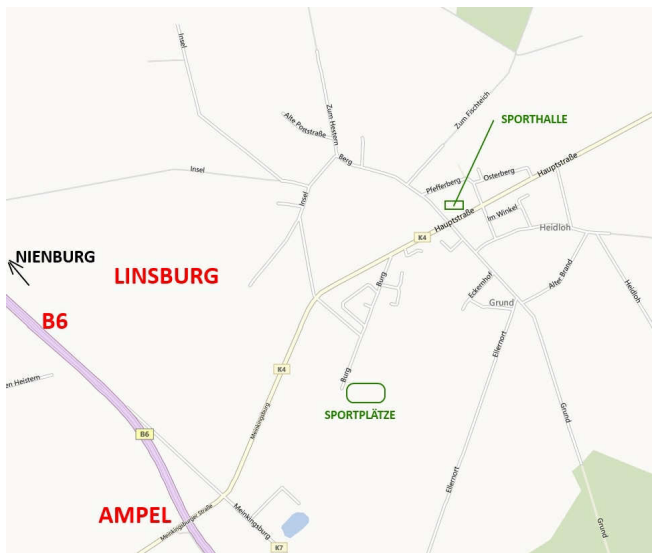 Insel
Alte Poststraße
Zum Hestern
Zum Fischteich
SPORTHALLE
Berg
Insel
Insel
Pfefferberg
Osterberg
Hauptstraße
Hauptstraße
Im Winkel
K4
Heidloh
NIENBURG
LINSBURG
Burg
Eckernhof
Alter Brand
Heidloh
Grund
B6
Ellernort
K4
Burg
en Heistern
SPORTPLÄTZE
Meinkingsburg
Grund
B6
Ellernort
AMPEL
Meinkingsburger Straße
Meinkingsburg
K7
Grund